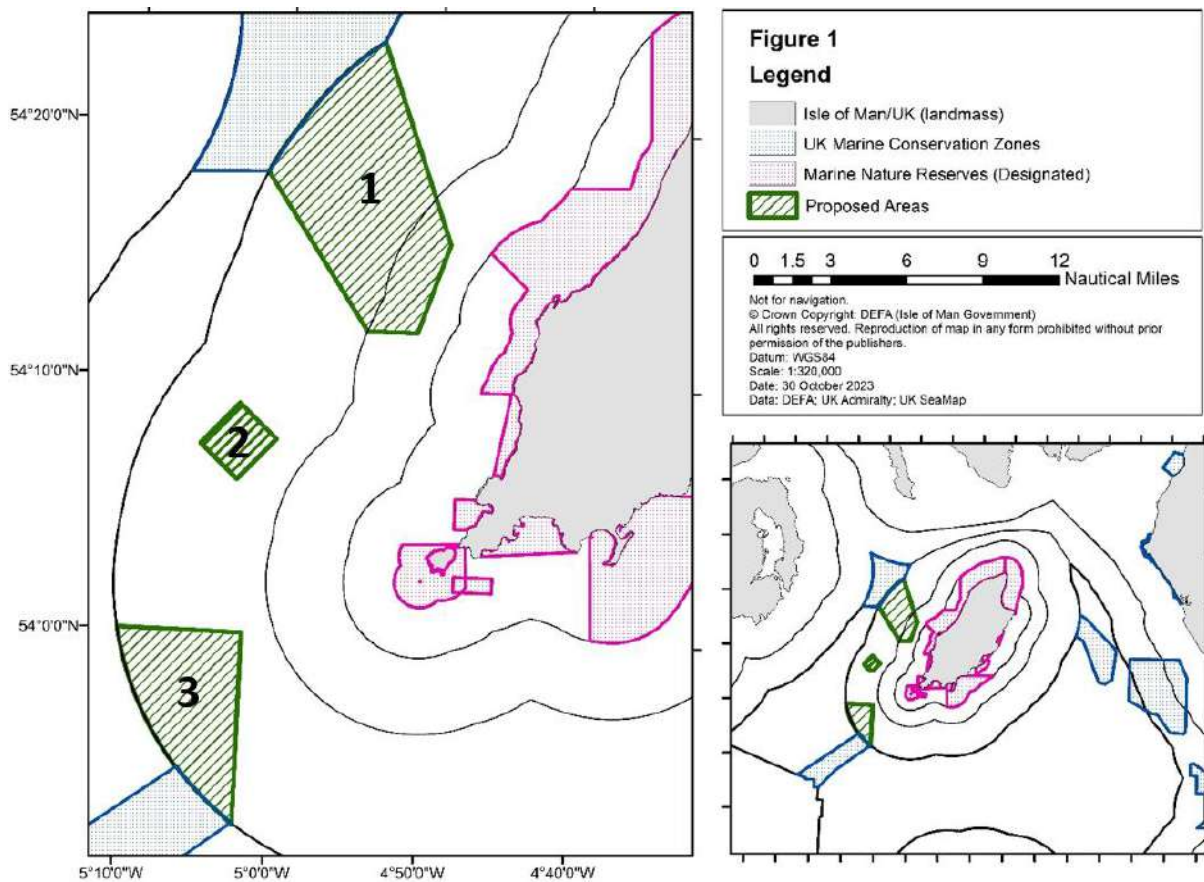 54°20'0"N
54°10'0"N
54°0'0"N
5°10'0"W
5°0'0"W
4°50'0"W
4°40'0"W
1
2
3
Figure 1
Legend
Isle of Man/UK (landmass)
UK Marine Conservation Zones
Marine Nature Reserves (Designated)
Proposed Areas
0 1.5 3 6 9 12
Nautical Miles
Not for navigation.
© Crown Copyright: DEFA (Isle of Man Government)
All rights reserved. Reproduction of map in any form prohibited without prior
permission of the publishers.
Datum: WGS84
Scale: 1:320,000
Date: 30 October 2023
Data: DEFA; UK Admiralty; UK SeaMap